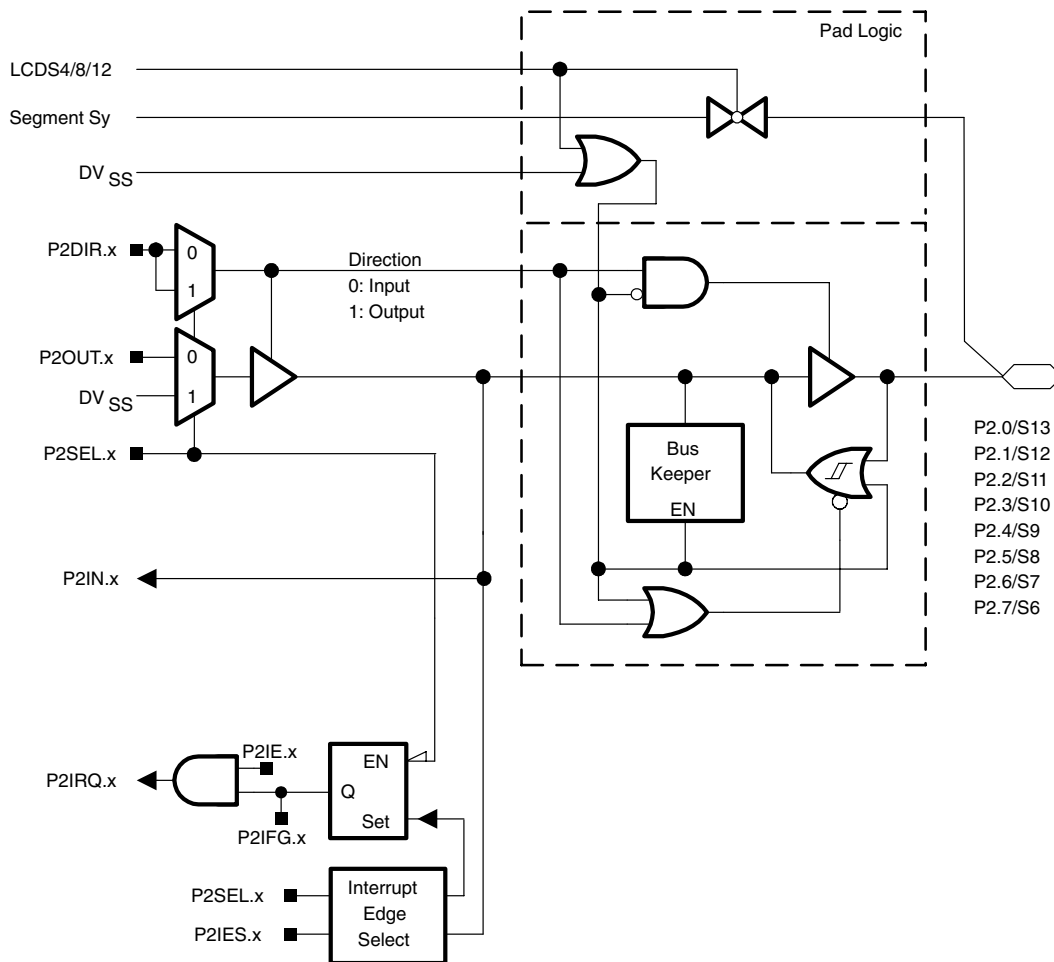 Pad Logic
LCDS4/8/12
Segment Sy
DV SS
P2DIR.x
0
1
Direction
0: Input
1: Output
P2OUT.x
0
DV SS
1
P2SEL.x
Bus
Keeper
EN
P2.0/S13
P2.1/S12
P2.2/S11
P2.3/S10
P2.4/S9
P2.5/S8
P2.6/S7
P2.7/S6
P2IN.x
P2IE.x
P2IRQ.x
EN
Q
Set
P2IFG.x
P2SEL.x
P2IES.x
Interrupt
Edge
Select